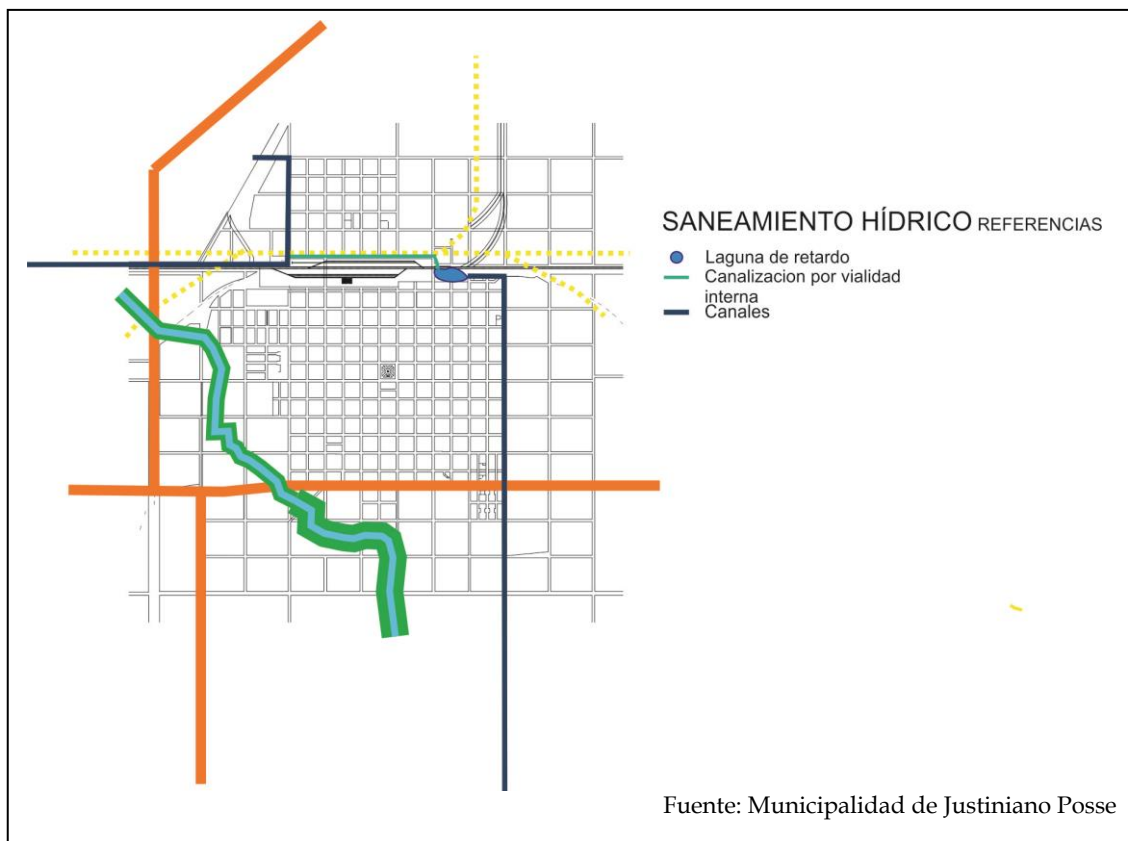 SANEAMIENTO HÍDRICO REFERENCIAS
Laguna de retardo
Canalizacion por vialidad
interna
Canales
P
Fuente: Municipalidad de Justiniano Posse